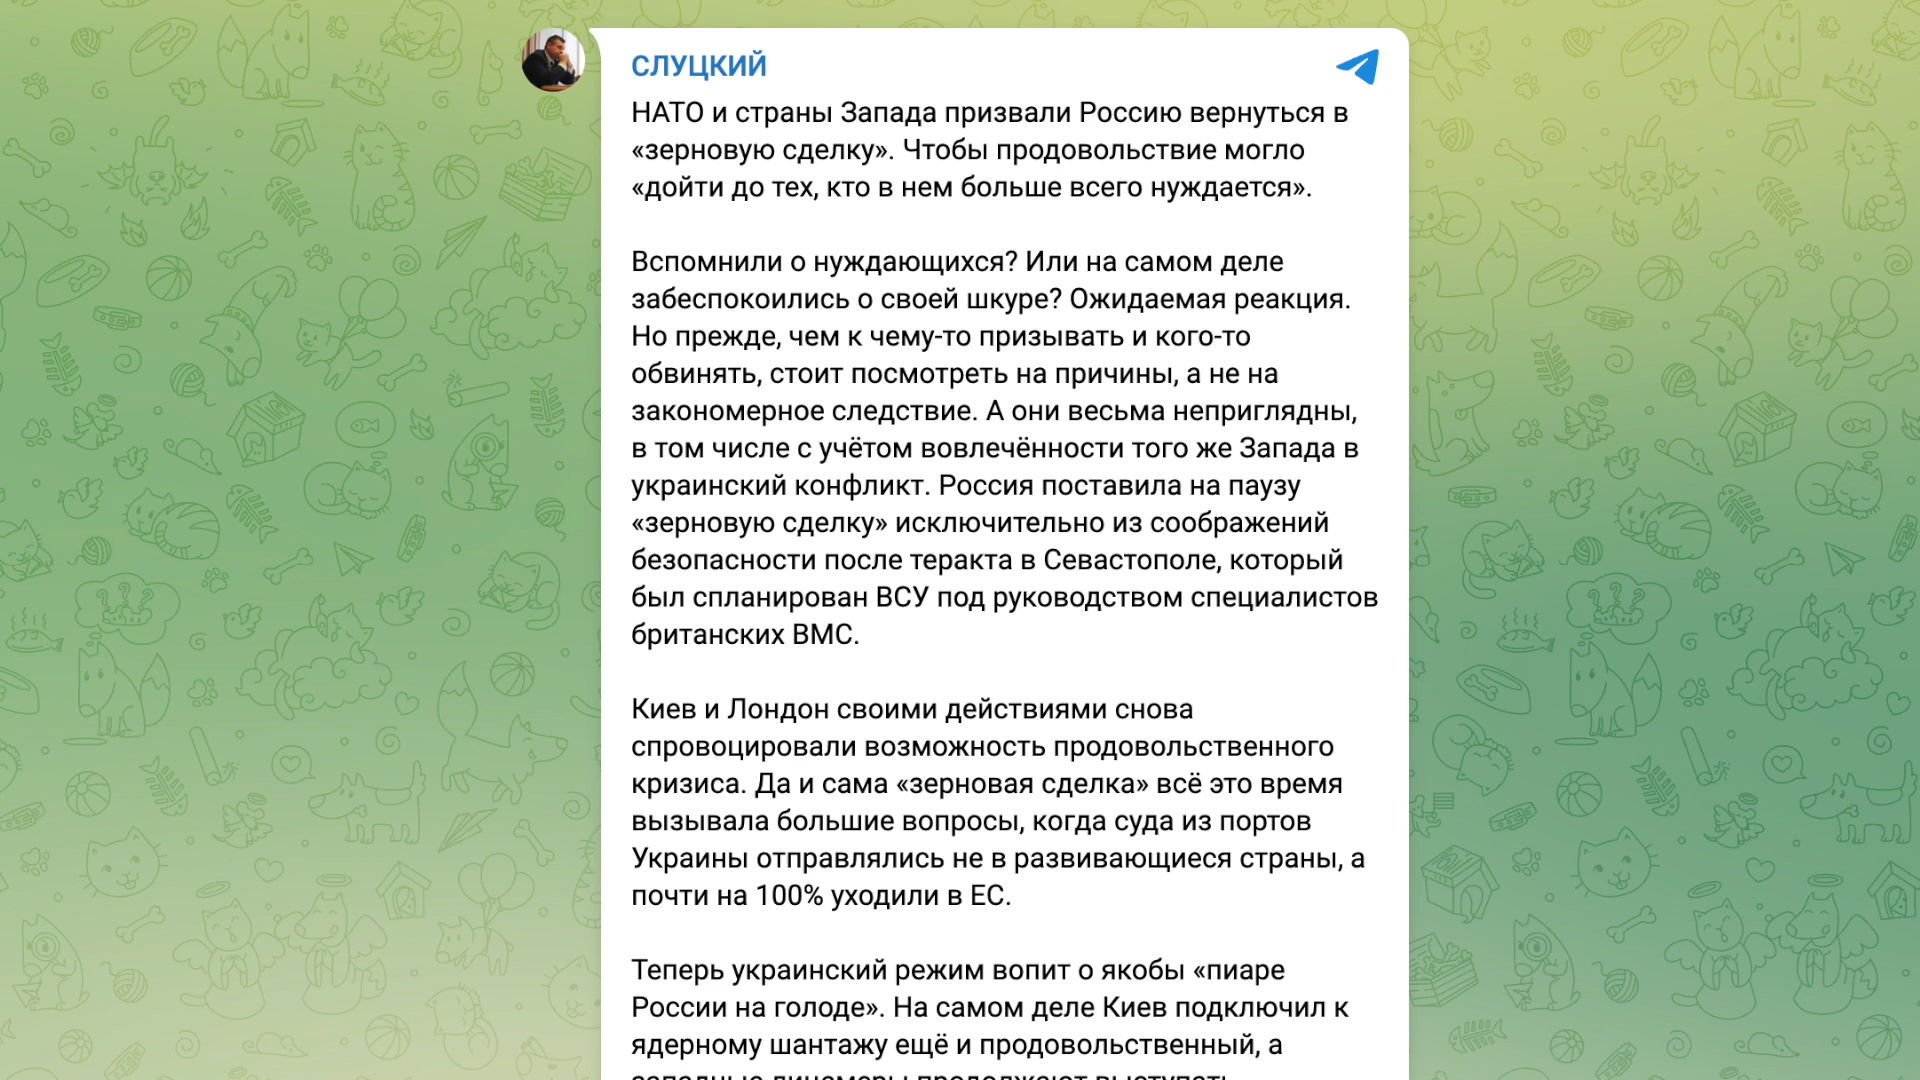 СЛУЦКИЙ
НАТО и страны Запада призвали Россию вернуться в
«зерновую сделку». Чтобы продовольствие могло
«дойти до тех, кто в нем больше всего нуждается».
Вспомнили о нуждающихся? Или на самом деле
забеспокоились о своей шкуре? Ожидаемая реакция.
Но прежде, чем к чему-то призывать и кого-то
обвинять, стоит посмотреть на причины, а не на
закономерное следствие. А они весьма неприглядны,
в том числе с учётом вовлечённости того же Запада в
украинский конфликт. Россия поставила на паузу
«зерновую сделку» исключительно из соображений
безопасности после теракта в Севастополе, который
был спланирован ВСУ под руководством специалистов
британских ВМС.
Киев и Лондон своими действиями снова
спровоцировали возможность продовольственного
кризиса. Да и сама «зерновая сделка» всё это время
вызывала большие вопросы, когда суда из портов
Украины отправлялись не в развивающиеся страны, а
почти на 100% уходили в ЕС.
Теперь украинский режим вопит о якобы «пиаре
России на голоде». На самом деле Киев подключил к
ядерному шантажу ещё и продовольственный, а
западные лицемеры продолжают выступать